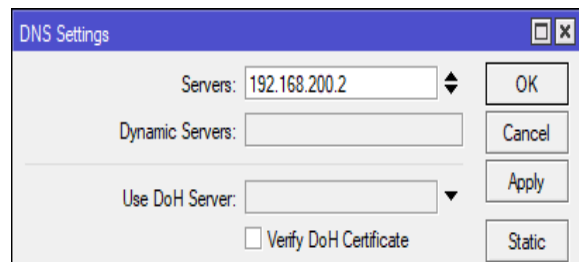 DNS Settings
Servers: 192.168.200.2 OK
Dynamic Servers: Cancel
Use DoH Server: Apply
Verify DoH Certificate Static